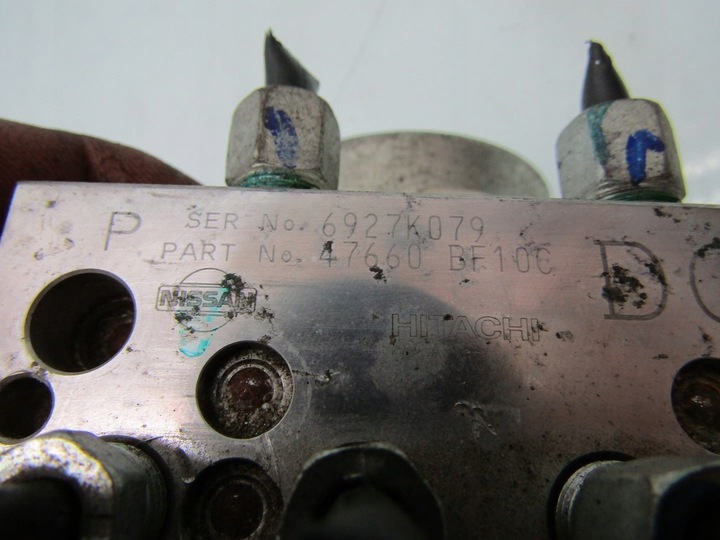 P
SER No. 6927K079
PART No. 47660 BF10C
NISSAN
HITACHI